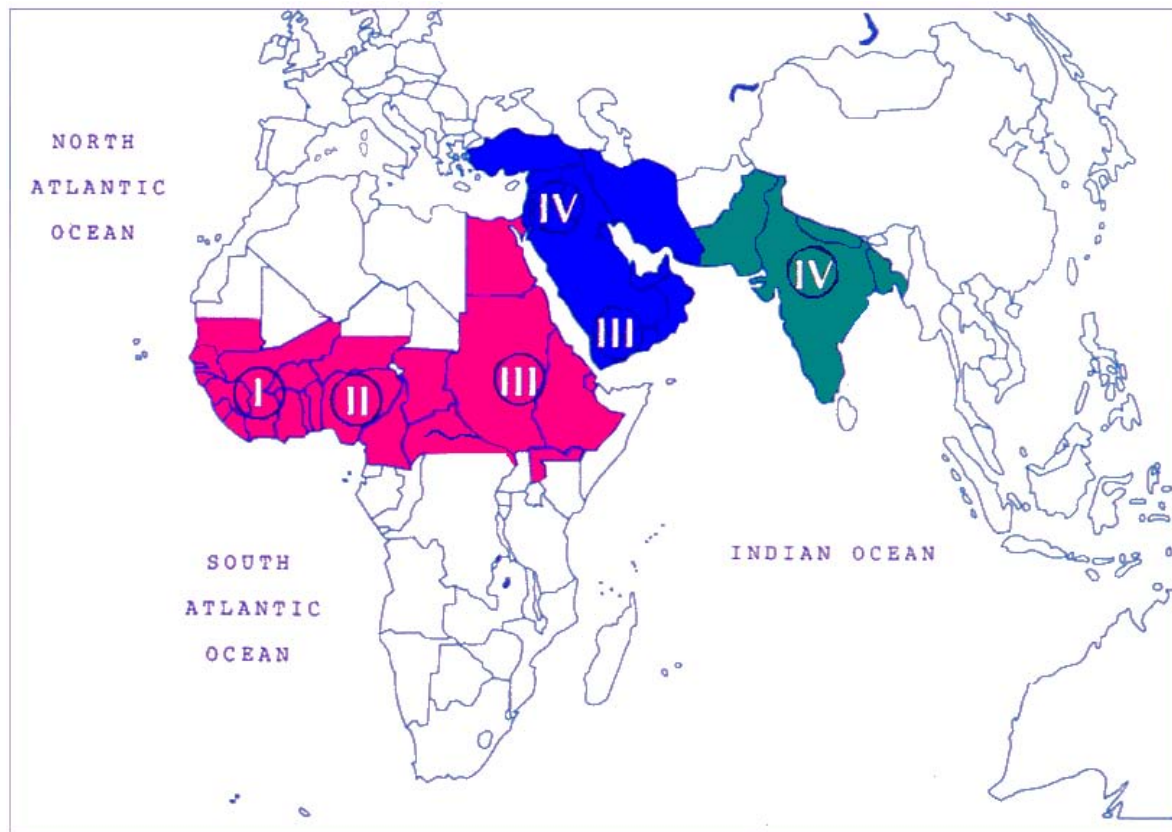 NORTH
ATLANTIC
OCEAN
IV
IV
III
I
II
III
SOUTH
ATLANTIC
OCEAN
INDIAN OCEAN